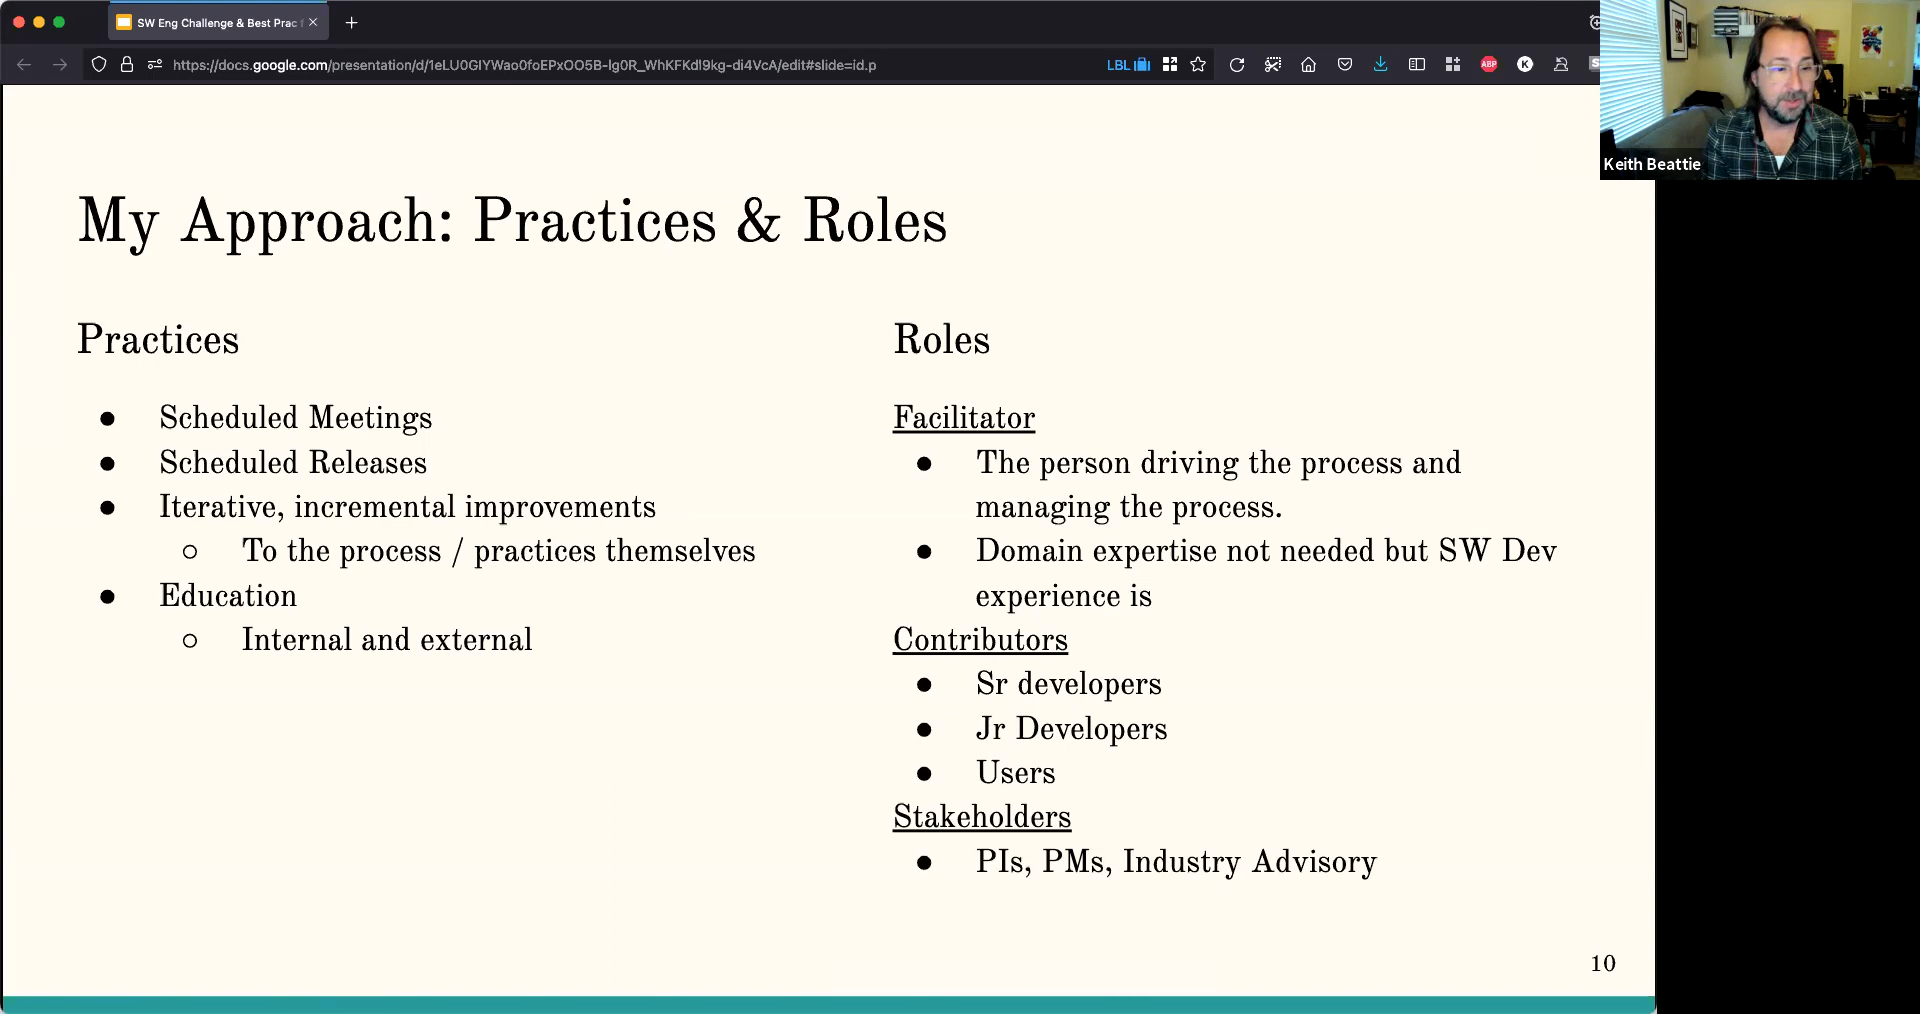 SW Eng Challenge & Best Prac
https://docs.google.com/presentation/d/1eLU0GIYWao0foEPxOO5B-Ig0R_WhKFKdI9kg-di4VcA/edit#slide=id.p
LBL
ABP
K
Keith Beattie
My Approach: Practices & Roles
Practices
● Scheduled Meetings
● Scheduled Releases
● Iterative, incremental improvements
○ To the process / practices themselves
● Education
○ Internal and external
Roles
Facilitator
● The person driving the process and
managing the process.
● Domain expertise not needed but SW Dev
experience is
Contributors
● Sr developers
● Jr Developers
● Users
Stakeholders
● PIs, PMs, Industry Advisory
10